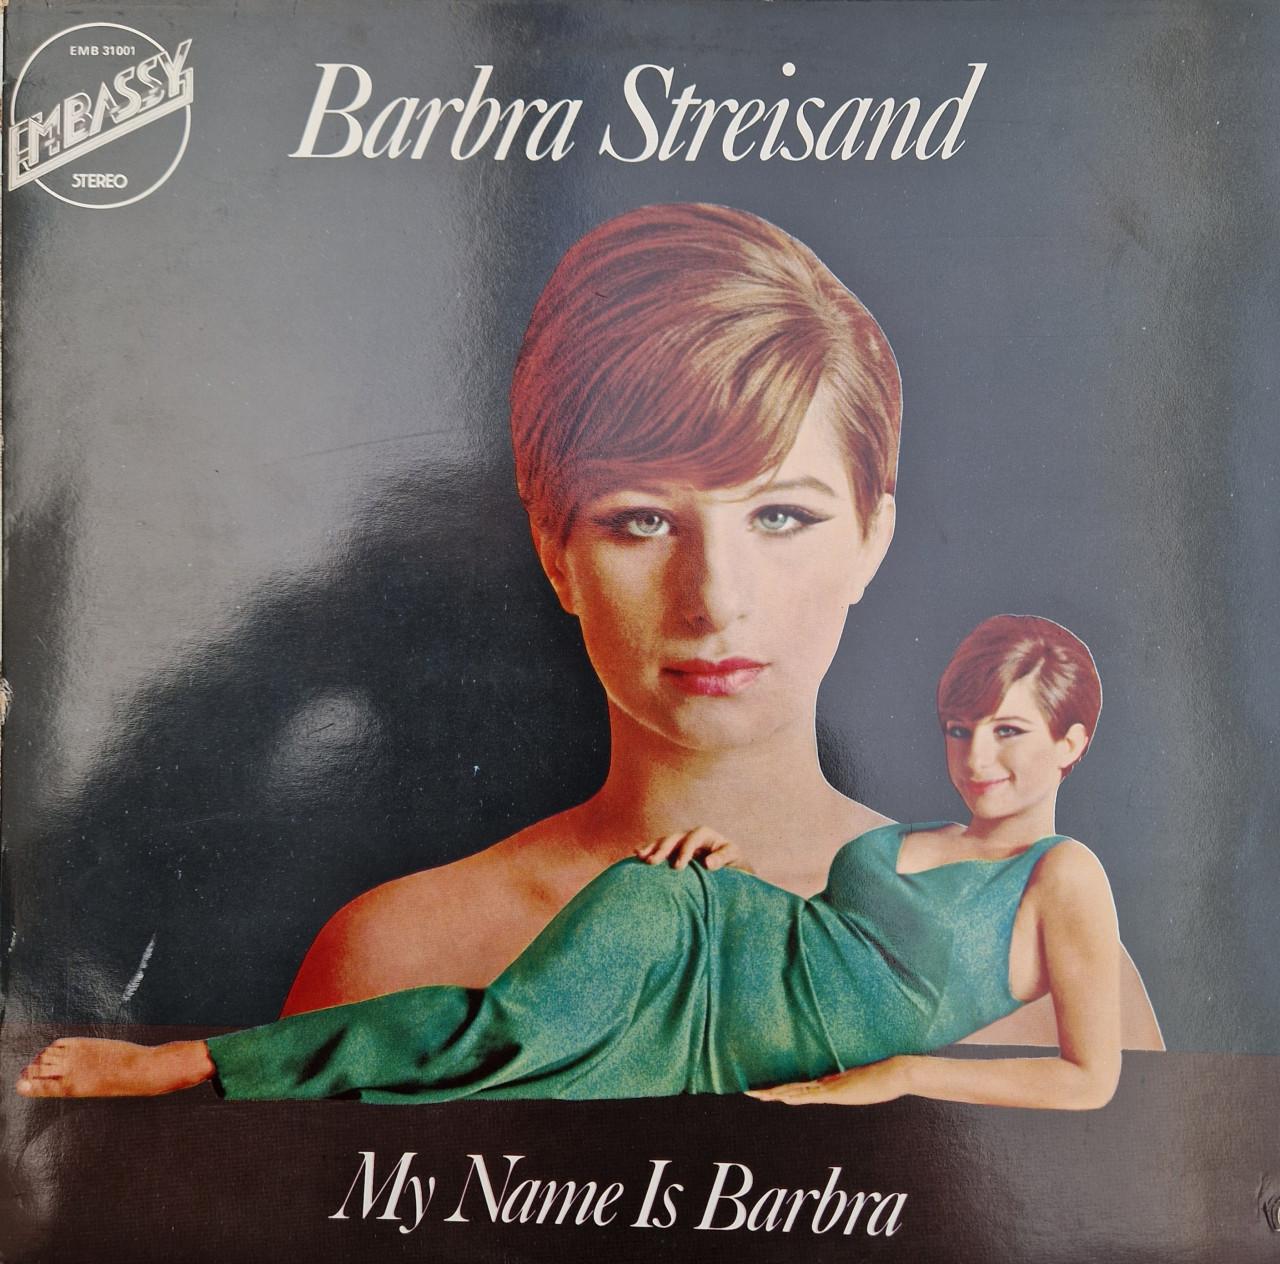 EMB 31001
EMBASSY
STEREO
Barbra Streisand
My Name Is Barbra